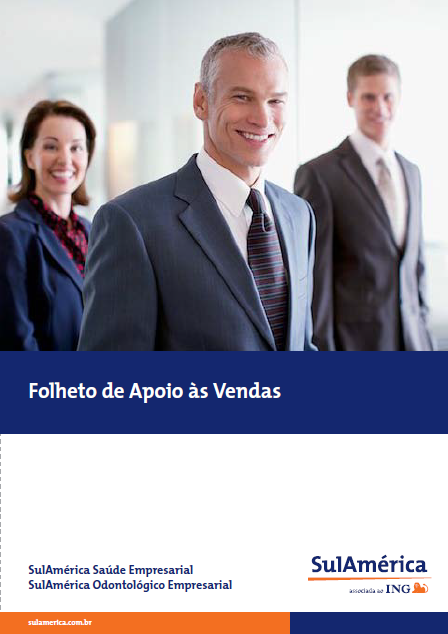 Folheto de Apoio às Vendas
SulAmérica Saúde Empresarial
SulAmérica Odontológico Empresarial
SulAmérica
associada ao ING
sulamerica.com.br